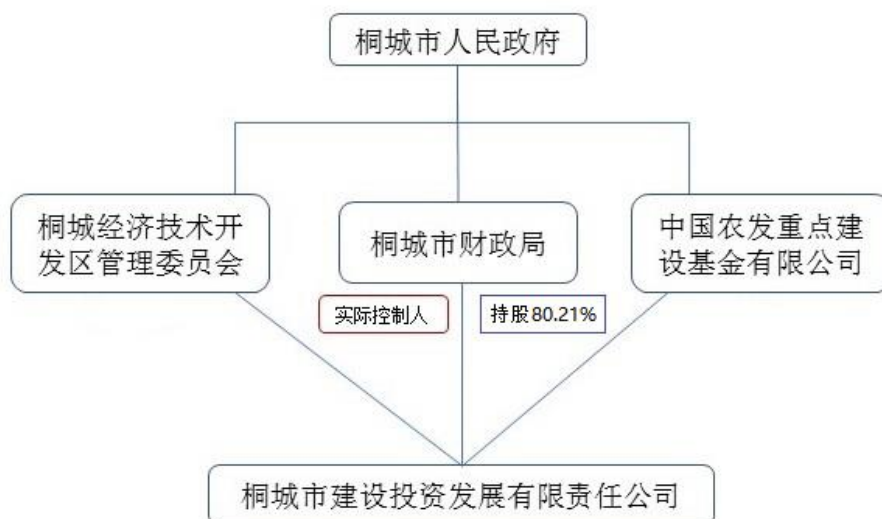 桐城市人民政府
桐城经济技术开
发区管理委员会
桐城市财政局
中国农发重点建
设基金有限公司
实际控制人
持股80.21%
桐城市建设投资发展有限责任公司